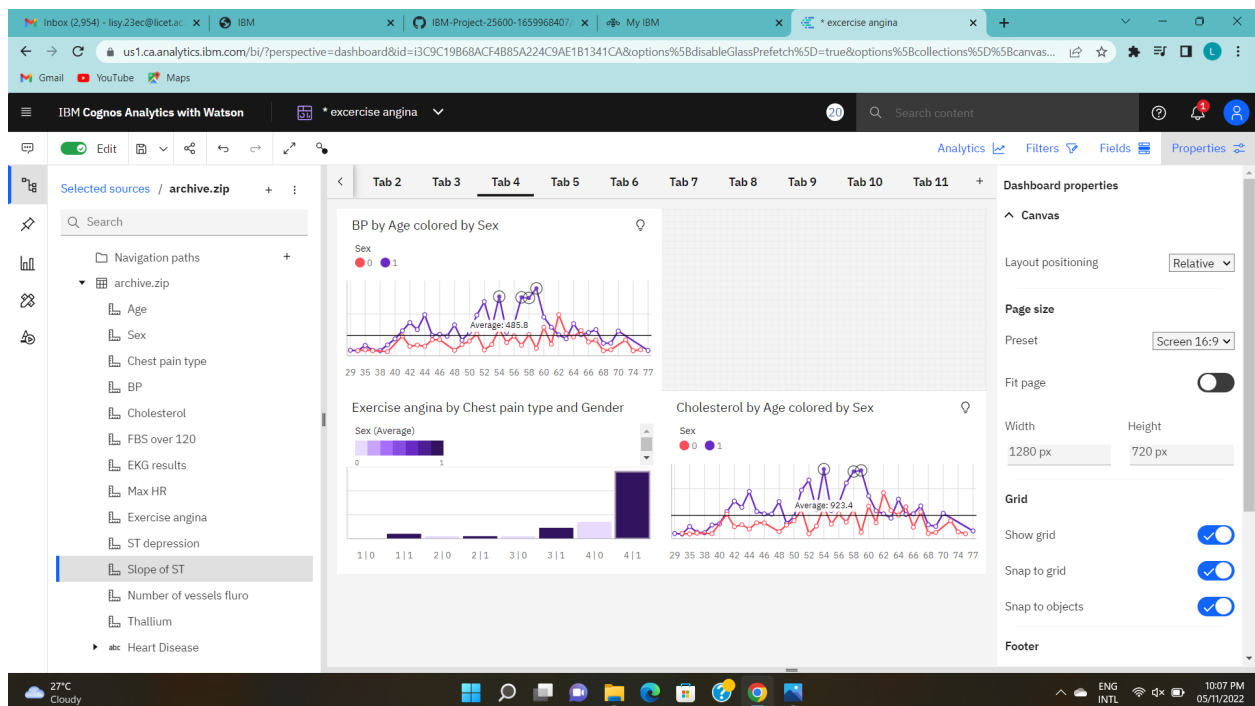 Inbox (2,954) - lisy.23ec@licet.ac
IBM
IBM-Project-25600-1659968407/
My IBM
* excercise angina
us1.ca.analytics.ibm.com/bi/?perspective=dashboard&id=i3C9C19B68ACF4B85A224C9AE1B1341CA&options%5BdisableGlassPrefetch%5D=true&options%5Bcollections%5D%5Bcanvas...
L
Gmail
YouTube
Maps
IBM Cognos Analytics with Watson
* excercise angina
20
Search content
1
Edit
Analytics
Filters
Fields
Properties
Selected sources / archive.zip
Search
Navigation paths
archive.zip
Age
Sex
Chest pain type
BP
Cholesterol
FBS over 120
EKG results
Max HR
Exercise angina
ST depression
Slope of ST
Number of vessels fluro
Thallium
abc Heart Disease
Tab 2 Tab 3 Tab 4 Tab 5 Tab 6 Tab 7 Tab 8 Tab 9 Tab 10 Tab 11
BP by Age colored by Sex
Sex
0 1
Average: 485.8
29 35 38 40 42 44 46 48 50 52 54 56 58 60 62 64 66 68 70 74 77
Exercise angina by Chest pain type and Gender
Sex (Average)
0 1
1|0 1|1 2|0 2|1 3|0 3|1 4|0 4|1
Cholesterol by Age colored by Sex
Sex
0 1
Average: 923.4
29 35 38 40 42 44 46 48 50 52 54 56 58 60 62 64 66 68 70 74 77
Dashboard properties
Canvas
Layout positioning
Relative
Page size
Preset
Screen 16:9
Fit page
Width Height
1280 px 720 px
Grid
Show grid
Snap to grid
Snap to objects
Footer
27°C
Cloudy
ENG
INTL
10:07 PM
05/11/2022